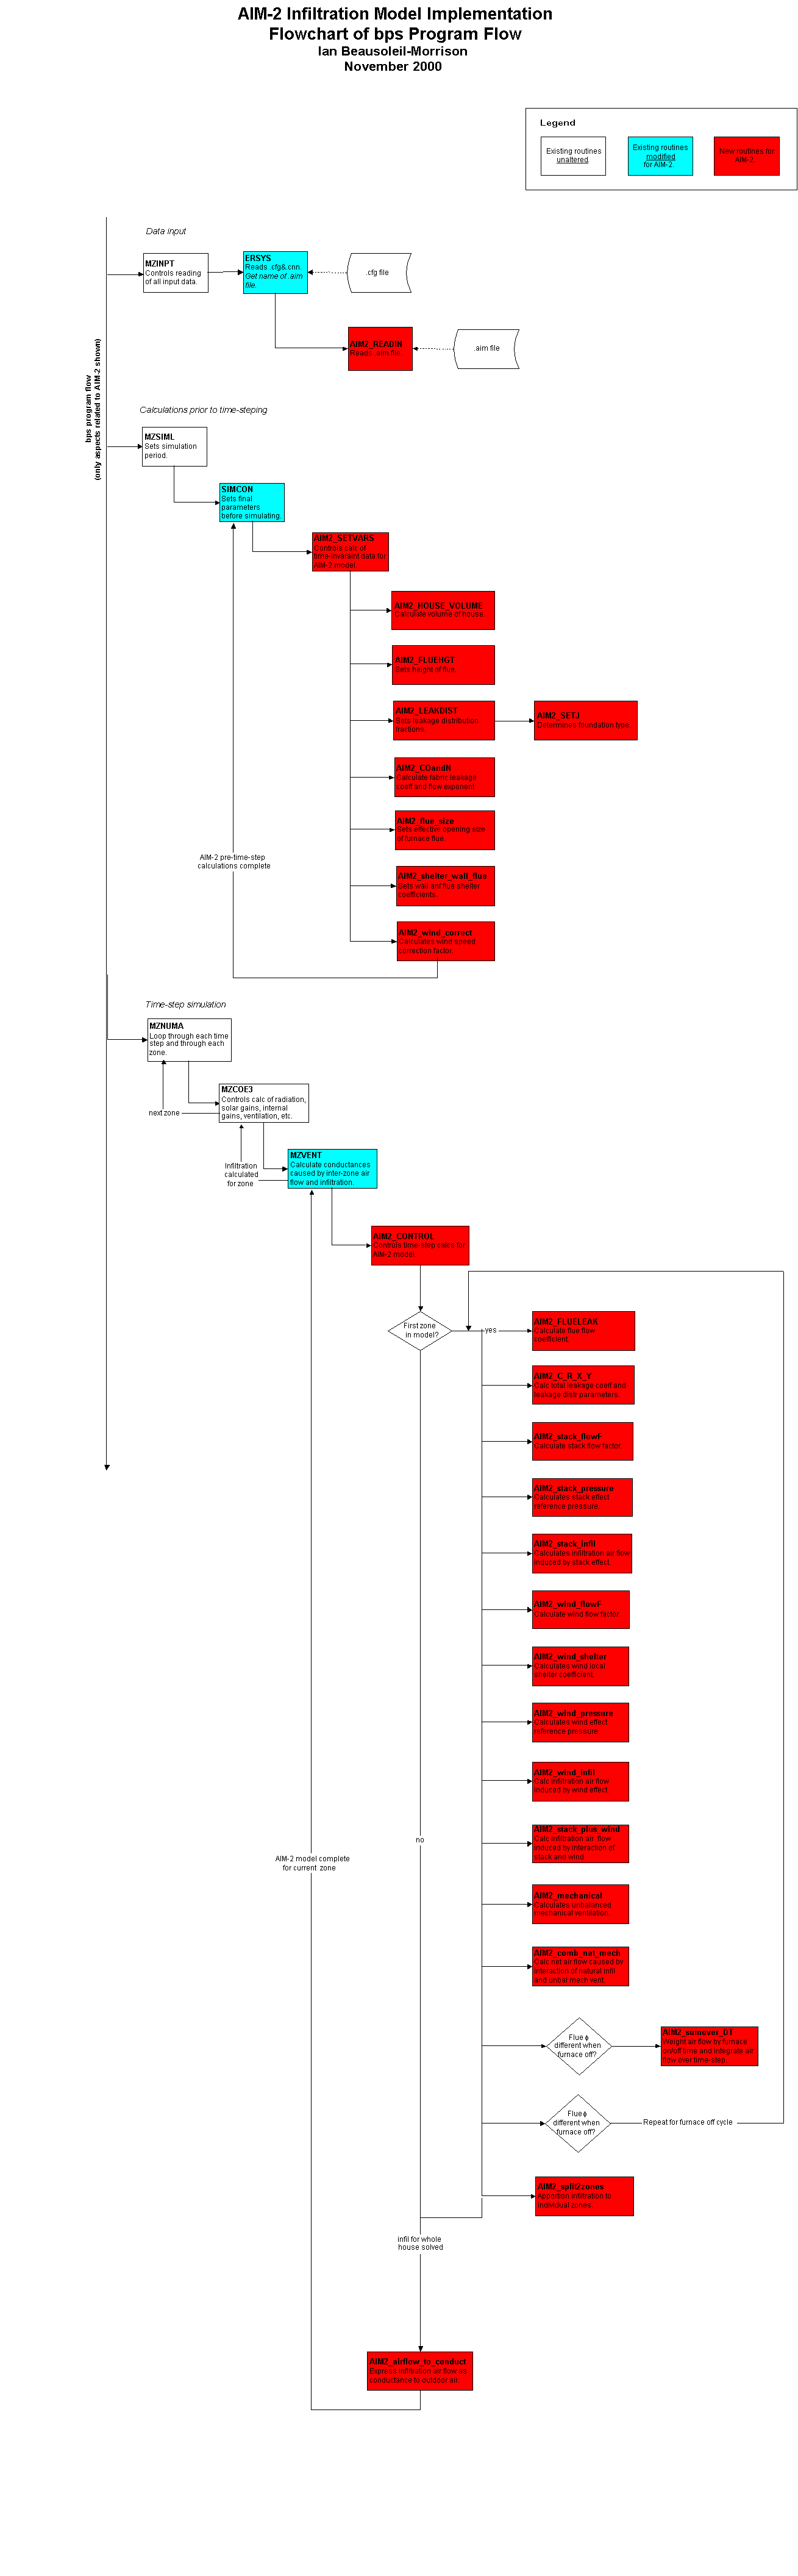 AIM-2 Infiltration Model Implementation
Flowchart of bps Program Flow
Ian Beausoleil-Morrison
November 2000
Legend
Existing routines
unaltered.
Existing routines
modified
for AIM-2.
New routines for
AIM-2.
bps program flow
(only aspects related to AIM-2 shown)
Data input
MZINPT
Controls reading
of all input data.
ERSYS
Reads .cfg&.cnn.
Get name of .aim
file.
.cfg file
AIM2_READIN
Reads .aim file.
.aim file
Calculations prior to time-steping
MZSIML
Sets simulation
period.
SIMCON
Sets final
parameters
before simulating.
AIM2_SETVARS
Controls calc of
time-invaraint data for
AIM-2 model.
AIM2_HOUSE_VOLUME
Calculate volume of house.
AIM2_FLUEHGT
Sets height of flue.
AIM2_LEAKDIST
Sets leakage distribution
fractions.
AIM2_SETJ
Determines foundation type.
AIM2_COandN
Calculate fabric leakage
coeff and flow exponent
AIM2_flue_size
Sets effective opening size
of furnace flue.
AIM2_shelter_wall_flue
Sets wall anf flue shelter
coefficients.
AIM2_wind_correct
Calculates wind speed
correction factor.
AIM-2 pre-time-step
calculations complete
Time-step simulation
MZNUMA
Loop through each time
step and through each
zone.
next zone
MZCOE3
Controls calc of radiation,
solar gains, internal
gains, ventilation, etc.
Infiltration
calculated
for zone
MZVENT
Calculate conductances
caused by inter-zone air
flow and infiltration.
AIM2_CONTROL
Controls time-step calcs for
AIM-2 model.
First zone
in model?
yes
AIM2_FLUELEAK
Calculate flue flow
coefficient.
AIM2_C_R_X_Y
Calc total leakage coeff and
leakage distr parameters.
AIM2_stack_flowF
Calculate stack flow factor.
AIM2_stack_pressure
Calculates stack effect
reference pressure.
AIM2_stack_infil
Calculates infiltration air flow
induced by stack effect.
AIM2_wind_flowF
Calculate wind flow factor.
AIM2_wind_shelter
Calculates wind local
shelter coefficient.
AIM2_wind_pressure
Calculates wind effect
reference pressure.
AIM2_wind_infil
Calc infiltration air flow
induced by wind effect.
AIM2_stack_plus_wind
Calc infiltration air flow
induced by interaction of
stack and wind.
no
AIM-2 model complete
for current zone
AIM2_mechanical
Calculates unbalanced
mechanical ventilation.
AIM2_comb_nat_mech
Calc net air flow caused by
interaction of natural infil
and unbal mech vent.
Flue ϕ
different when
furnace off?
AIM2_sumover_DT
Weight air flow by furnace
on/off time and integrate air
flow over time-step.
Flue ϕ
different when
furnace off?
Repeat for furnace off cycle
AIM2_split2zones
Apportion infiltration to
individual zones.
infil for whole
house solved
AIM2_airflow_to_conduct
Express infiltration air flow as
conductance to outdoor air.